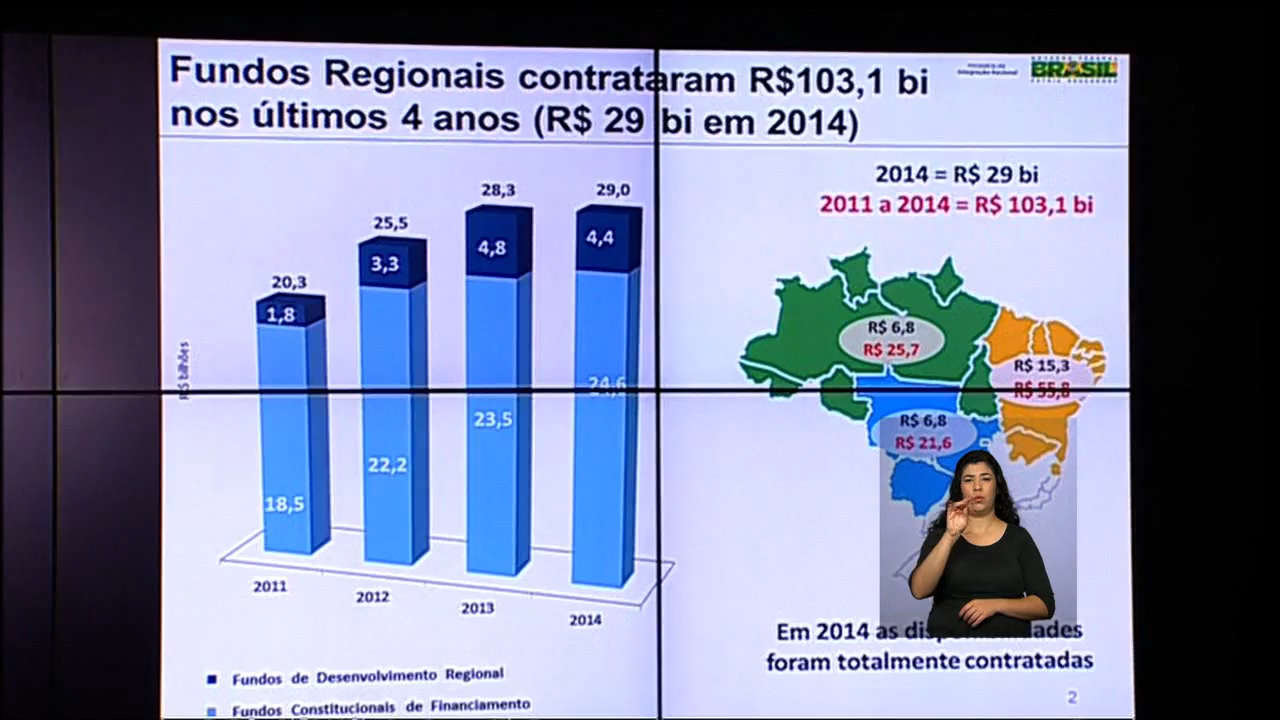 Fundos Regionais contrataram R$103,1 bi
nos últimos 4 anos (R$ 29 bi em 2014)
Integração Nacional
BRASIL
2014 = R$ 29 bi
2011 a 2014 = R$ 103,1 bi
R$ bilhões
20,3
25,5
28,3
29,0
1,8
3,3
4,8
4,4
18,5
22,2
23,5
24,6
2011
2012
2013
2014
R$ 6,8
R$ 25,7
R$ 15,3
R$ 55,8
R$ 6,8
R$ 21,6
Em 2014 as
foram totalmente contratadas
Fundos de Desenvolvimento Regional
Fundos Constitucionais de Financiamento
2